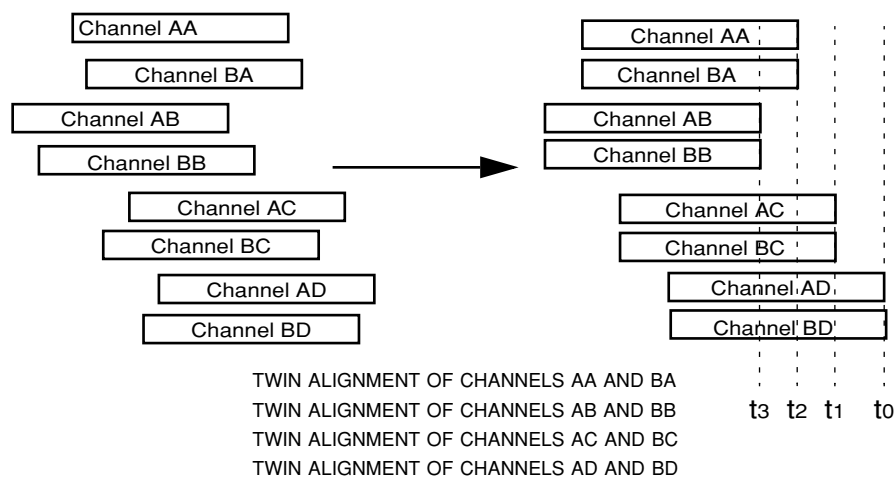 Channel AA
Channel BA
Channel AB
Channel BB
Channel AC
Channel BC
Channel AD
Channel BD
Channel AA
Channel BA
Channel AB
Channel BB
Channel AC
Channel BC
Channel AD
Channel BD
t3 t2 t1 t0
TWIN ALIGNMENT OF CHANNELS AA AND BA
TWIN ALIGNMENT OF CHANNELS AB AND BB
TWIN ALIGNMENT OF CHANNELS AC AND BC
TWIN ALIGNMENT OF CHANNELS AD AND BD